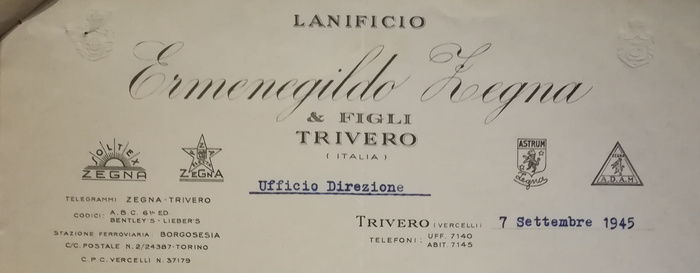 LANIFICIO
Ermenegildo Zegna
& FIGLI
TRIVERO
( ITALIA )
SOLTEX
ZEGNA
ZEGNA
ASTRUM
Zegna
A.D.A.M.
Ufficio Direzione
TELEGRAMMI ZEGNA - TRIVERO
CODICI: A.B.C. 6th ED.
BENTLEY'S - LIEBER'S
STAZIONE FERROVIARIA BORGOSESIA
C/C. POSTALE N. 2/24387 - TORINO
C.P.C. VERCELLI N. 37179
TRIVERO (VERCELLI) 7 Settembre 1945
TELEFONI: UFF. 7140
ABIT. 7145